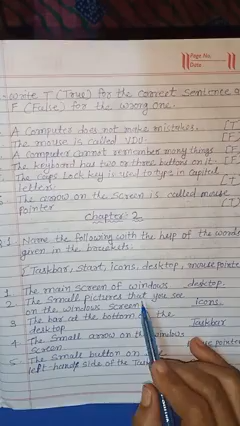 Page No.
Date
Write T (True) for the correct sentence &
F (False) for the wrong one.
A Computer does not make mistakes. [T
The mouse is called VDU. [F
A computer cannot remember many things [F
The keyboard has two or three buttons on it. [F
The Caps Lock key is used to type in capital
letters. [T
The arrow on the screen is called mouse
pointer (T)
Chapter: 2
Q.1. Name the following with the help of the words
given in the brackets.
[Taskbar, start, icons, desktop, mouse pointe
1. The main screen of windows desktop.
2. The Small pictures that you see
on the windows screen Icons.
3 The bar at the bottom the
desktop Taskbar
4. The Small arrow on the windows
screen. mouse pointe
5 The Small button on
left hand side of the Tas